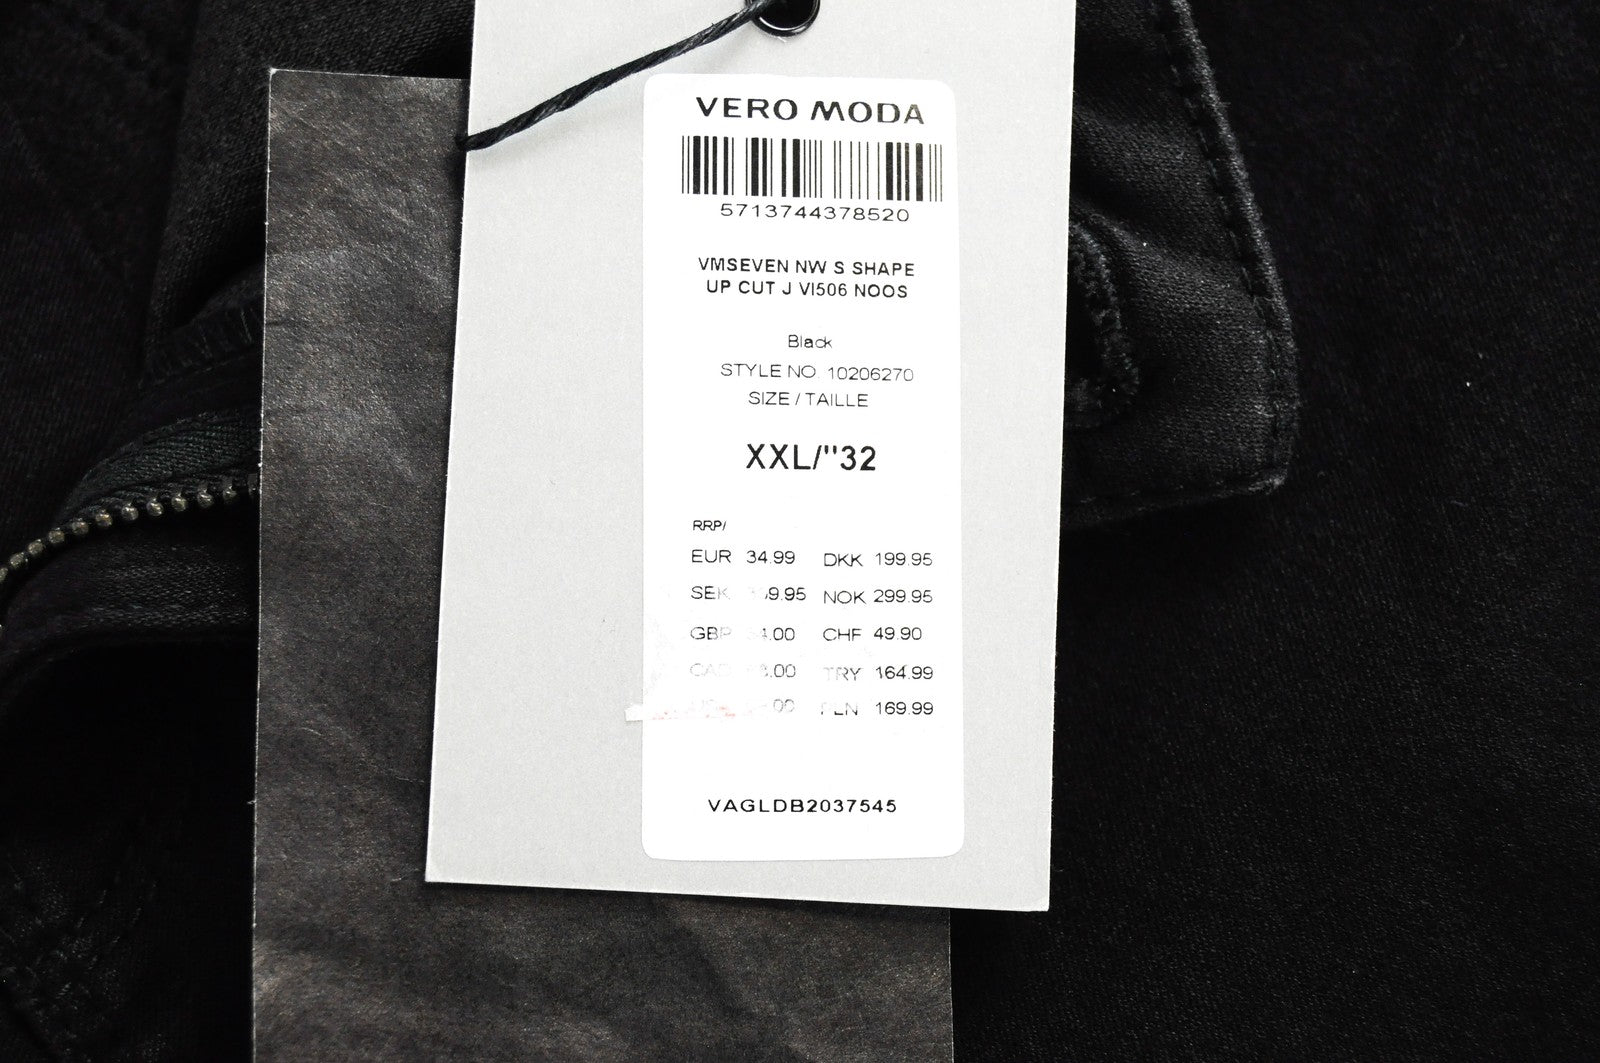 VERO MODA
5713744378520
VMSEVEN NW S SHAPE
UP CUT J VI506 NOOS
Black
STYLE NO. 10206270
SIZE / TAILLE
XXL/"32
RRP/
EUR 34.99 DKK 199.95
SEK NOK 299.95
GBP CHF 49.90
CAD TRY 164.99
PLN 169.99
VAGLDB2037545